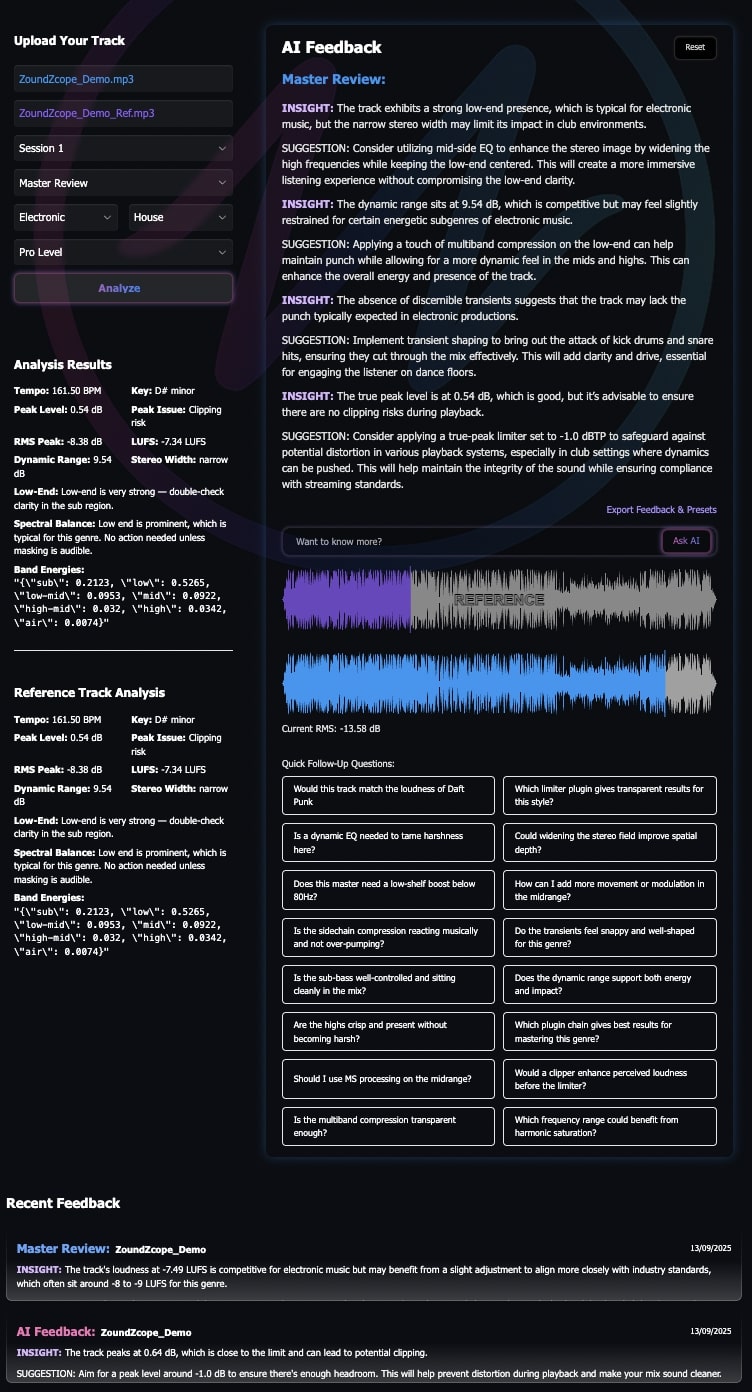 Upload Your Track
ZoundZcope_Demo.mp3
ZoundZcope_Demo_Ref.mp3
Session 1
Master Review
Electronic
House
Pro Level
Analyze
Analysis Results
Tempo: 161.50 BPM
Key: D# minor
Peak Level: 0.54 dB
Peak Issue: Clipping
risk
RMS Peak: -8.38 dB
LUFS: -7.34 LUFS
Dynamic Range: 9.54
dB
Stereo Width: narrow
Low-End: Low-end is very strong — double-check
clarity in the sub region.
Spectral Balance: Low end is prominent, which is
typical for this genre. No action needed unless
masking is audible.
Band Energies:
"{\"sub\": 0.2123, \"low\": 0.5265,
\"low-mid\": 0.0953, \"mid\": 0.0922,
\"high-mid\": 0.032, \"high\": 0.0342,
\"air\": 0.0074}"
Reference Track Analysis
Tempo: 161.50 BPM
Key: D# minor
Peak Level: 0.54 dB
Peak Issue: Clipping
risk
RMS Peak: -8.38 dB
LUFS: -7.34 LUFS
Dynamic Range: 9.54
dB
Stereo Width: narrow
Low-End: Low-end is very strong — double-check
clarity in the sub region.
Spectral Balance: Low end is prominent, which is
typical for this genre. No action needed unless
masking is audible.
Band Energies:
"{\"sub\": 0.2123, \"low\": 0.5265,
\"low-mid\": 0.0953, \"mid\": 0.0922,
\"high-mid\": 0.032, \"high\": 0.0342,
\"air\": 0.0074}"
AI Feedback
Reset
Master Review:
INSIGHT: The track exhibits a strong low-end presence, which is typical for electronic
music, but the narrow stereo width may limit its impact in club environments.
SUGGESTION: Consider utilizing mid-side EQ to enhance the stereo image by widening the
high frequencies while keeping the low-end centered. This will create a more immersive
listening experience without compromising the low-end clarity.
INSIGHT: The dynamic range sits at 9.54 dB, which is competitive but may feel slightly
restrained for certain energetic subgenres of electronic music.
SUGGESTION: Applying a touch of multiband compression on the low-end can help
maintain punch while allowing for a more dynamic feel in the mids and highs. This can
enhance the overall energy and presence of the track.
INSIGHT: The absence of discernible transients suggests that the track may lack the
punch typically expected in electronic productions.
SUGGESTION: Implement transient shaping to bring out the attack of kick drums and snare
hits, ensuring they cut through the mix effectively. This will add clarity and drive, essential
for engaging the listener on dance floors.
INSIGHT: The true peak level is at 0.54 dB, which is good, but it's advisable to ensure
there are no clipping risks during playback.
SUGGESTION: Consider applying a true-peak limiter set to -1.0 dBTP to safeguard against
potential distortion in various playback systems, especially in club settings where dynamics
can be pushed. This will help maintain the integrity of the sound while ensuring compliance
with streaming standards.
Export Feedback & Presets
Want to know more?
Ask AI
REFERENCE
Current RMS: -13.58 dB
Quick Follow-Up Questions:
Would this track match the loudness of Daft
Punk
Which limiter plugin gives transparent results for
this style?
Is a dynamic EQ needed to tame harshness
here?
Could widening the stereo field improve spatial
depth?
Does this master need a low-shelf boost below
80Hz?
How can I add more movement or modulation in
the midrange?
Is the sidechain compression reacting musically
and not over-pumping?
Do the transients feel snappy and well-shaped
for this genre?
Is the sub-bass well-controlled and sitting
cleanly in the mix?
Does the dynamic range support both energy
and impact?
Are the highs crisp and present without
becoming harsh?
Which plugin chain gives best results for
mastering this genre?
Should I use MS processing on the midrange?
Would a clipper enhance perceived loudness
before the limiter?
Is the multiband compression transparent
enough?
Which frequency range could benefit from
harmonic saturation?
Recent Feedback
Master Review: ZoundZcope_Demo
13/09/2025
INSIGHT: The track's loudness at -7.49 LUFS is competitive for electronic music but may benefit from a slight adjustment to align more closely with industry standards,
which often sit around -8 to -9 LUFS for this genre.
AI Feedback: ZoundZcope_Demo
13/09/2025
INSIGHT: The track peaks at 0.64 dB, which is close to the limit and can lead to potential clipping.
SUGGESTION: Aim for a peak level around -1.0 dB to ensure there's enough headroom. This will help prevent distortion during playback and make your mix sound cleaner.